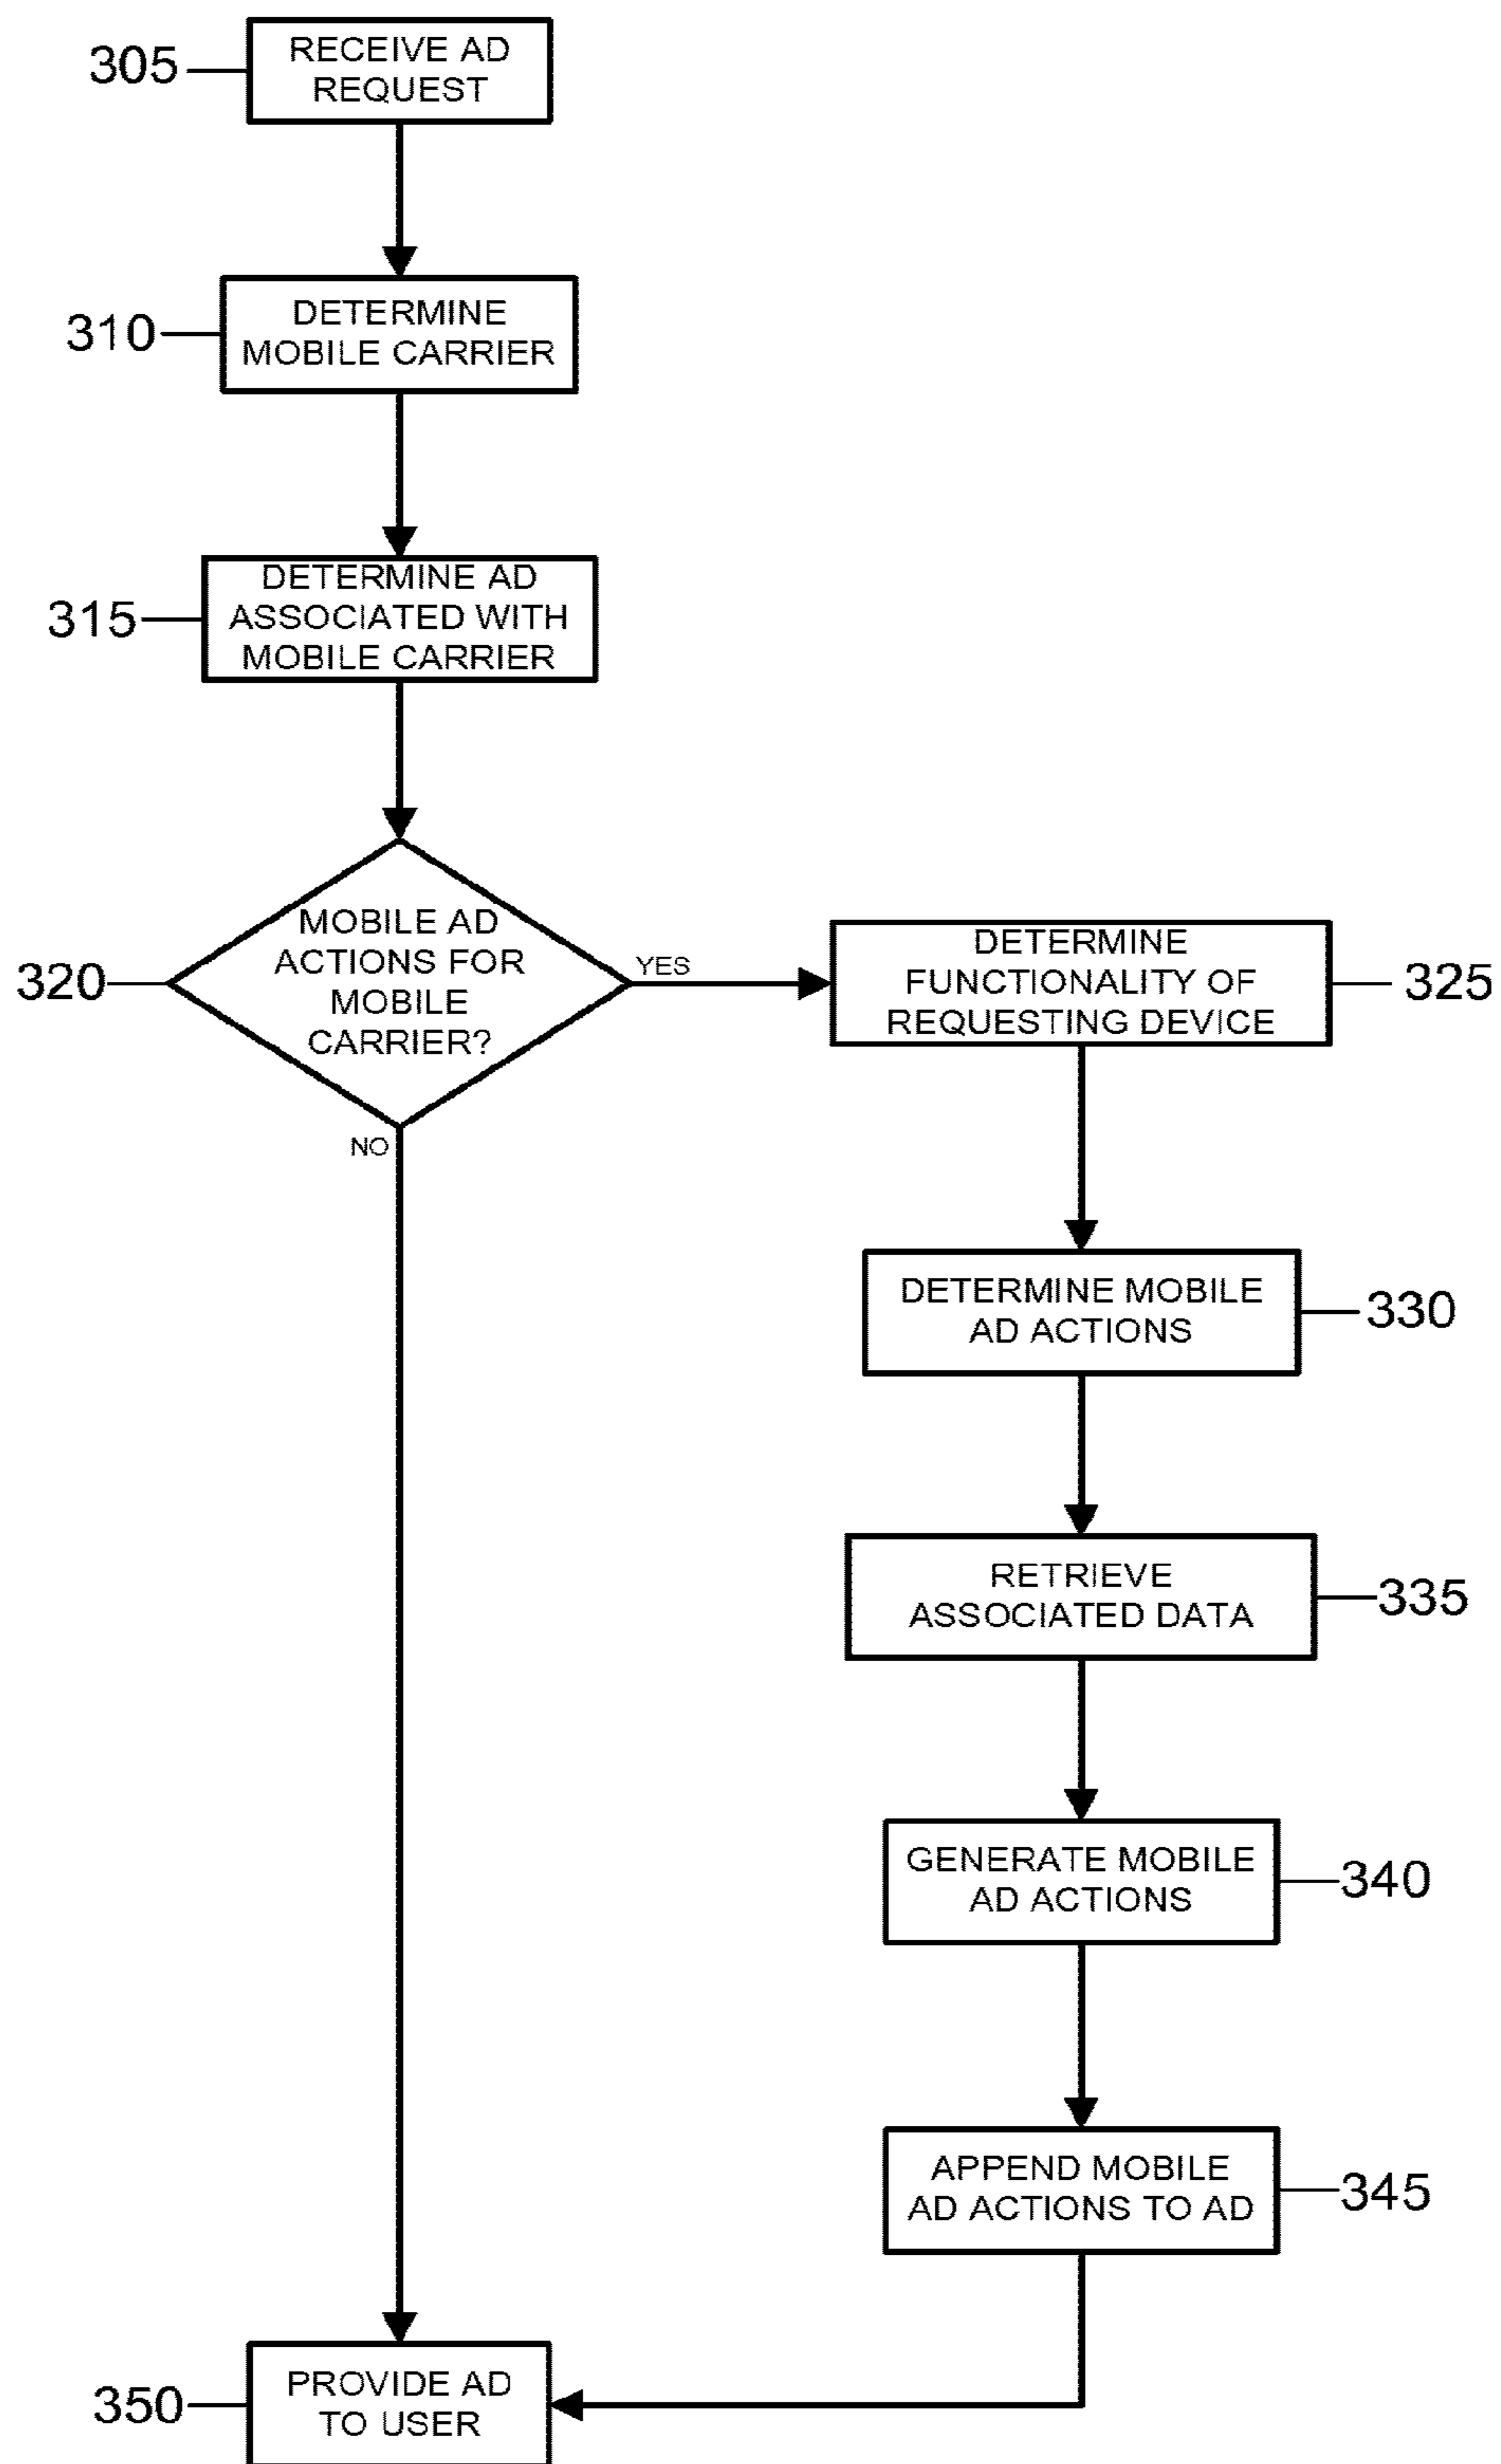 305
RECEIVE AD
REQUEST
310
DETERMINE
MOBILE CARRIER
315
DETERMINE AD
ASSOCIATED WITH
MOBILE CARRIER
320
MOBILE AD
ACTIONS FOR
MOBILE
CARRIER?
YES
NO
DETERMINE
FUNCTIONALITY OF
REQUESTING DEVICE
325
DETERMINE MOBILE
AD ACTIONS
330
RETRIEVE
ASSOCIATED DATA
335
GENERATE MOBILE
AD ACTIONS
340
APPEND MOBILE
AD ACTIONS TO AD
345
350
PROVIDE AD
TO USER